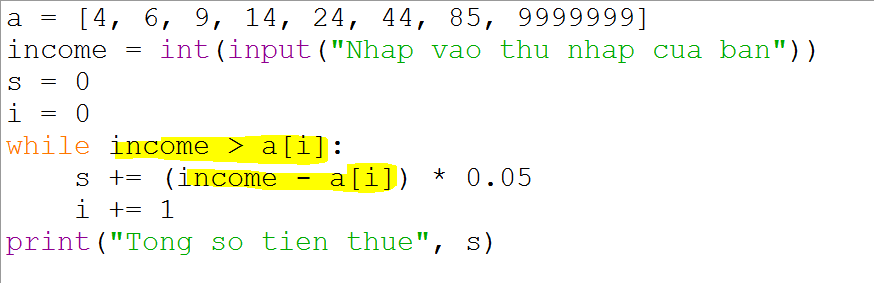 a = [4, 6, 9, 14, 24, 44, 85, 9999999]
income = int(input("Nhap vao thu nhap cua ban"))
s = 0
i = 0
while income > a[i]:
    s += (income - a[i]) * 0.05
    i += 1
print("Tong so tien thue", s)